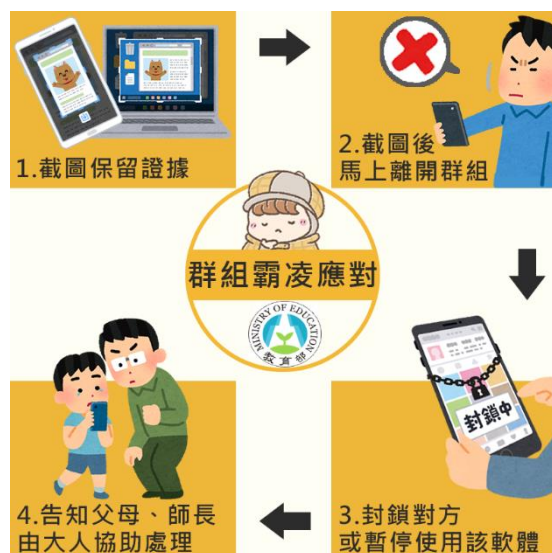 1.截圖保留證據
2.截圖後
馬上離開群組
群組霸凌應對
MINISTRY OF EDUCATION
教育部
封鎖中
3.封鎖對方
或暫停使用該軟體
4.告知父母、師長
由大人協助處理